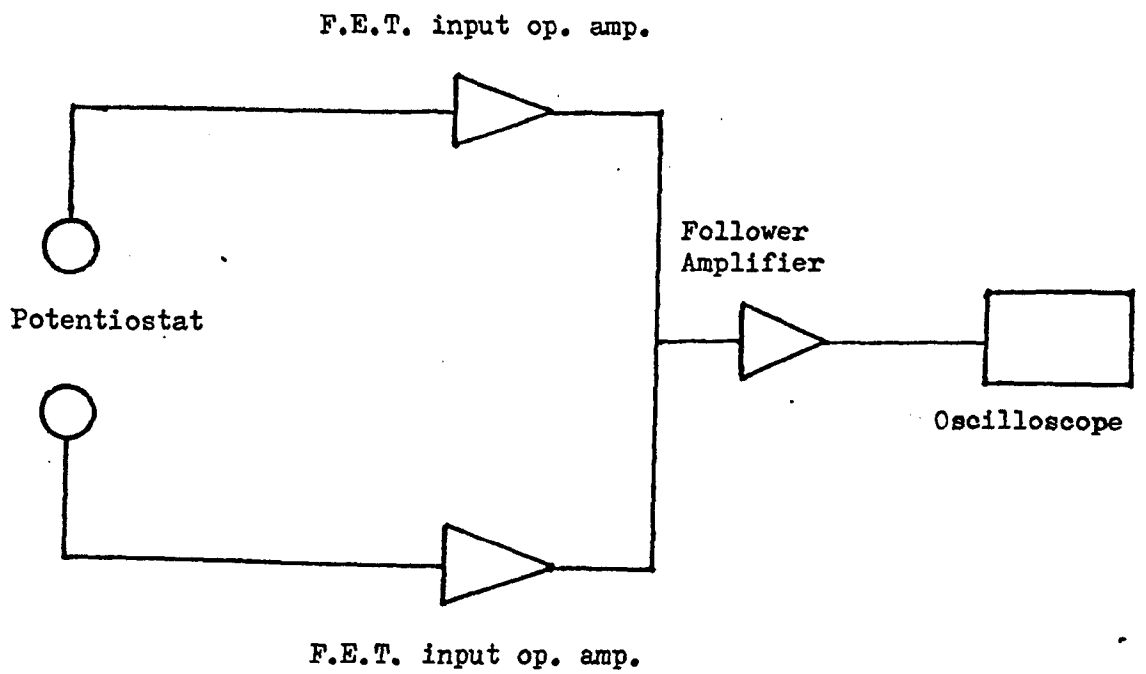 F.E.T. input op. amp.
Follower
Amplifier
Potentiostat
Oscilloscope
F.E.T. input op. amp.